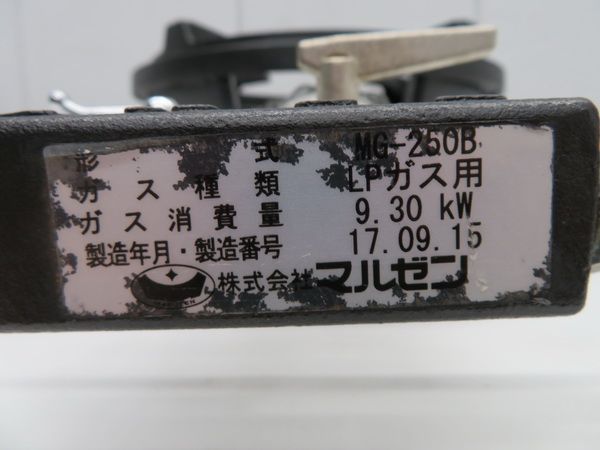 形 式 MG-250B
ガス種類 LPガス用
ガス消費量 9.30 kW
製造年月・製造番号 17.09.15
株式会社マルゼン